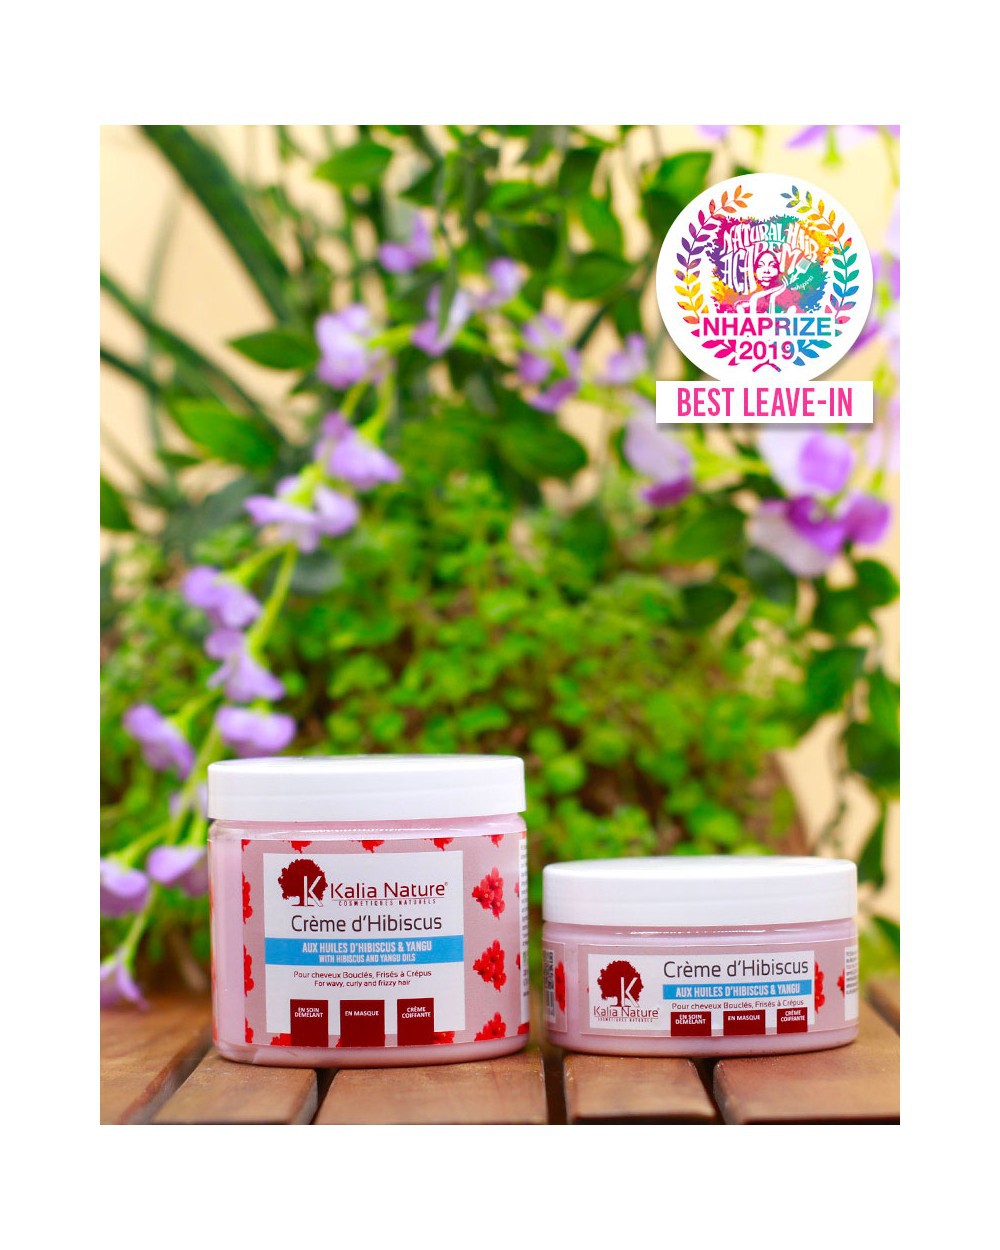 NATURAL HAIR
ACADEMY
NHAPRIZE
2019
BEST LEAVE-IN
K
Kalia Nature®
COSMETIQUES NATURELS
Crème d'Hibiscus
AUX HUILES D'HIBISCUS & YANGU
WITH HIBISCUS AND YANGU OILS
Pour cheveux Bouclés, Frisés à Crépus
For wavy, curly and frizzy hair
EN SOIN
DEMELANT
EN MASQUE
CRÈME
COIFFANTE
K
Kalia Nature®
COSMETIQUES NATURELS
Crème d'Hibiscus
AUX HUILES D'HIBISCUS & YANGU
Pour cheveux Bouclés, Frisés à Crépus
EN SOIN
DEMELANT
EN MASQUE
CRÈME
COIFFANTE